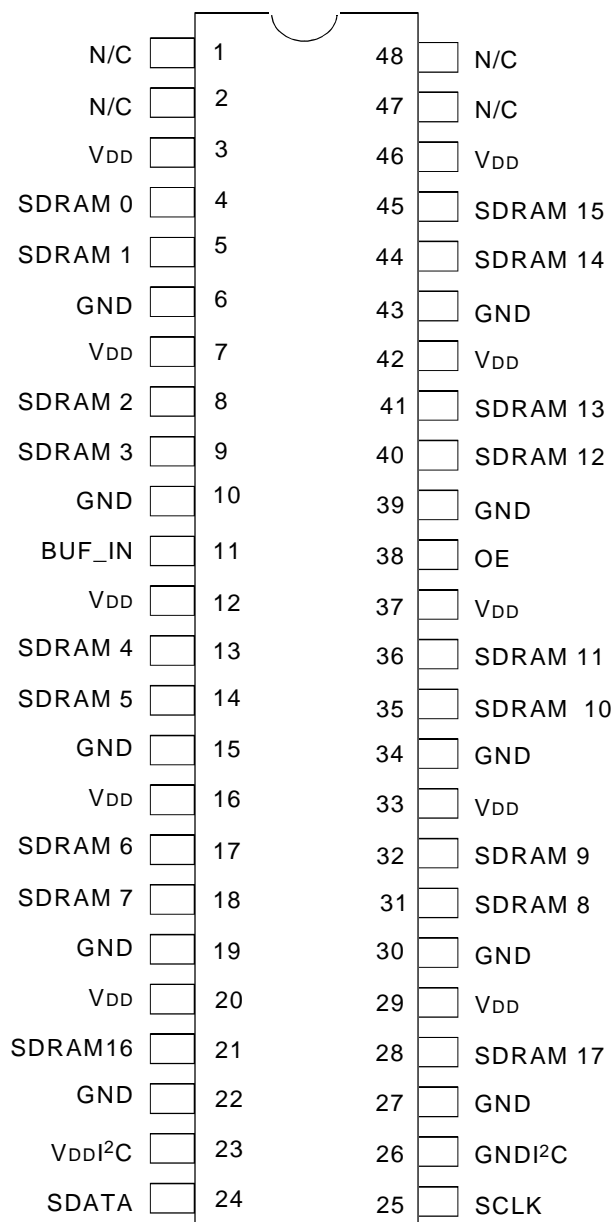 N/C 1 48 N/C
N/C 2 47 N/C
VDD 3 46 VDD
SDRAM 0 4 45 SDRAM 15
SDRAM 1 5 44 SDRAM 14
GND 6 43 GND
VDD 7 42 VDD
SDRAM 2 8 41 SDRAM 13
SDRAM 3 9 40 SDRAM 12
GND 10 39 GND
BUF_IN 11 38 OE
VDD 12 37 VDD
SDRAM 4 13 36 SDRAM 11
SDRAM 5 14 35 SDRAM 10
GND 15 34 GND
VDD 16 33 VDD
SDRAM 6 17 32 SDRAM 9
SDRAM 7 18 31 SDRAM 8
GND 19 30 GND
VDD 20 29 VDD
SDRAM16 21 28 SDRAM 17
GND 22 27 GND
VDDI²C 23 26 GNDI²C
SDATA 24 25 SCLK